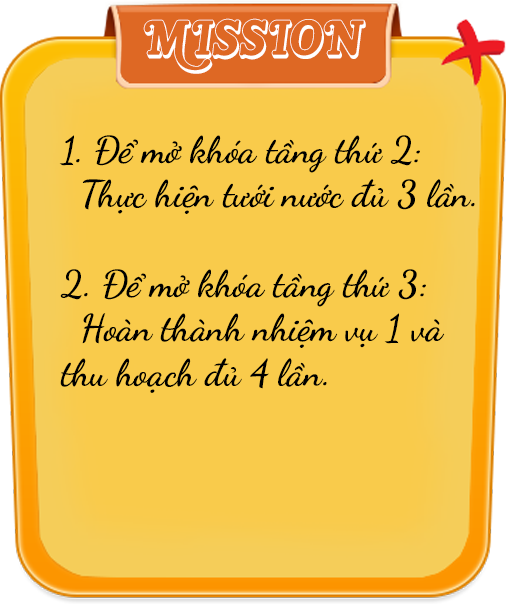 MISSION
1. Để mở khóa tầng thứ 2:
Thực hiện tưới nước đủ 3 lần.
2. Để mở khóa tầng thứ 3:
Hoàn thành nhiệm vụ 1 và
thu hoạch đủ 4 lần.